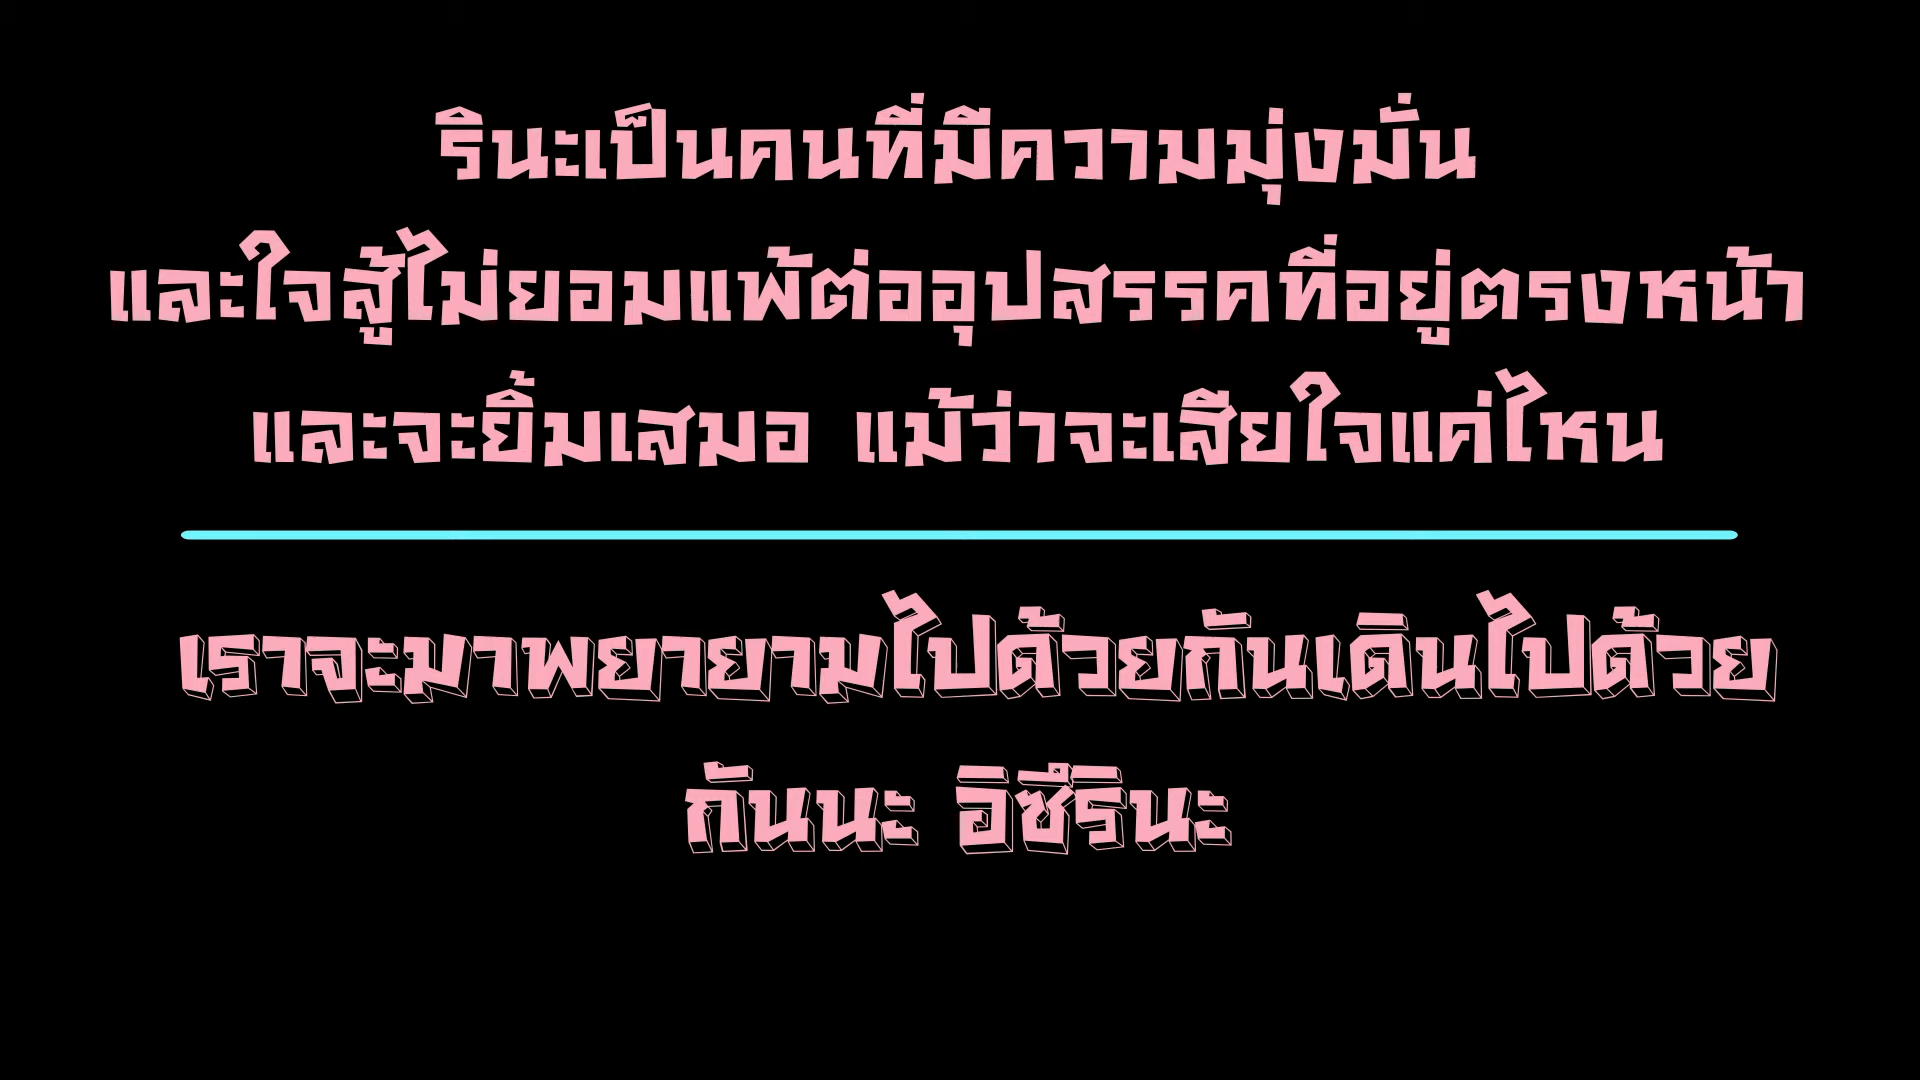 รินะเป็นคนที่มีความมุ่งมั่น
และใจสู้ไม่ยอมแพ้ต่ออุปสรรคที่อยู่ตรงหน้า
และจะยิ้มเสมอ แม้ว่าจะเสียใจแค่ไหน
เราจะมาพยายามไปด้วยกันเดินไปด้วย
กันนะ อิซึรินะ